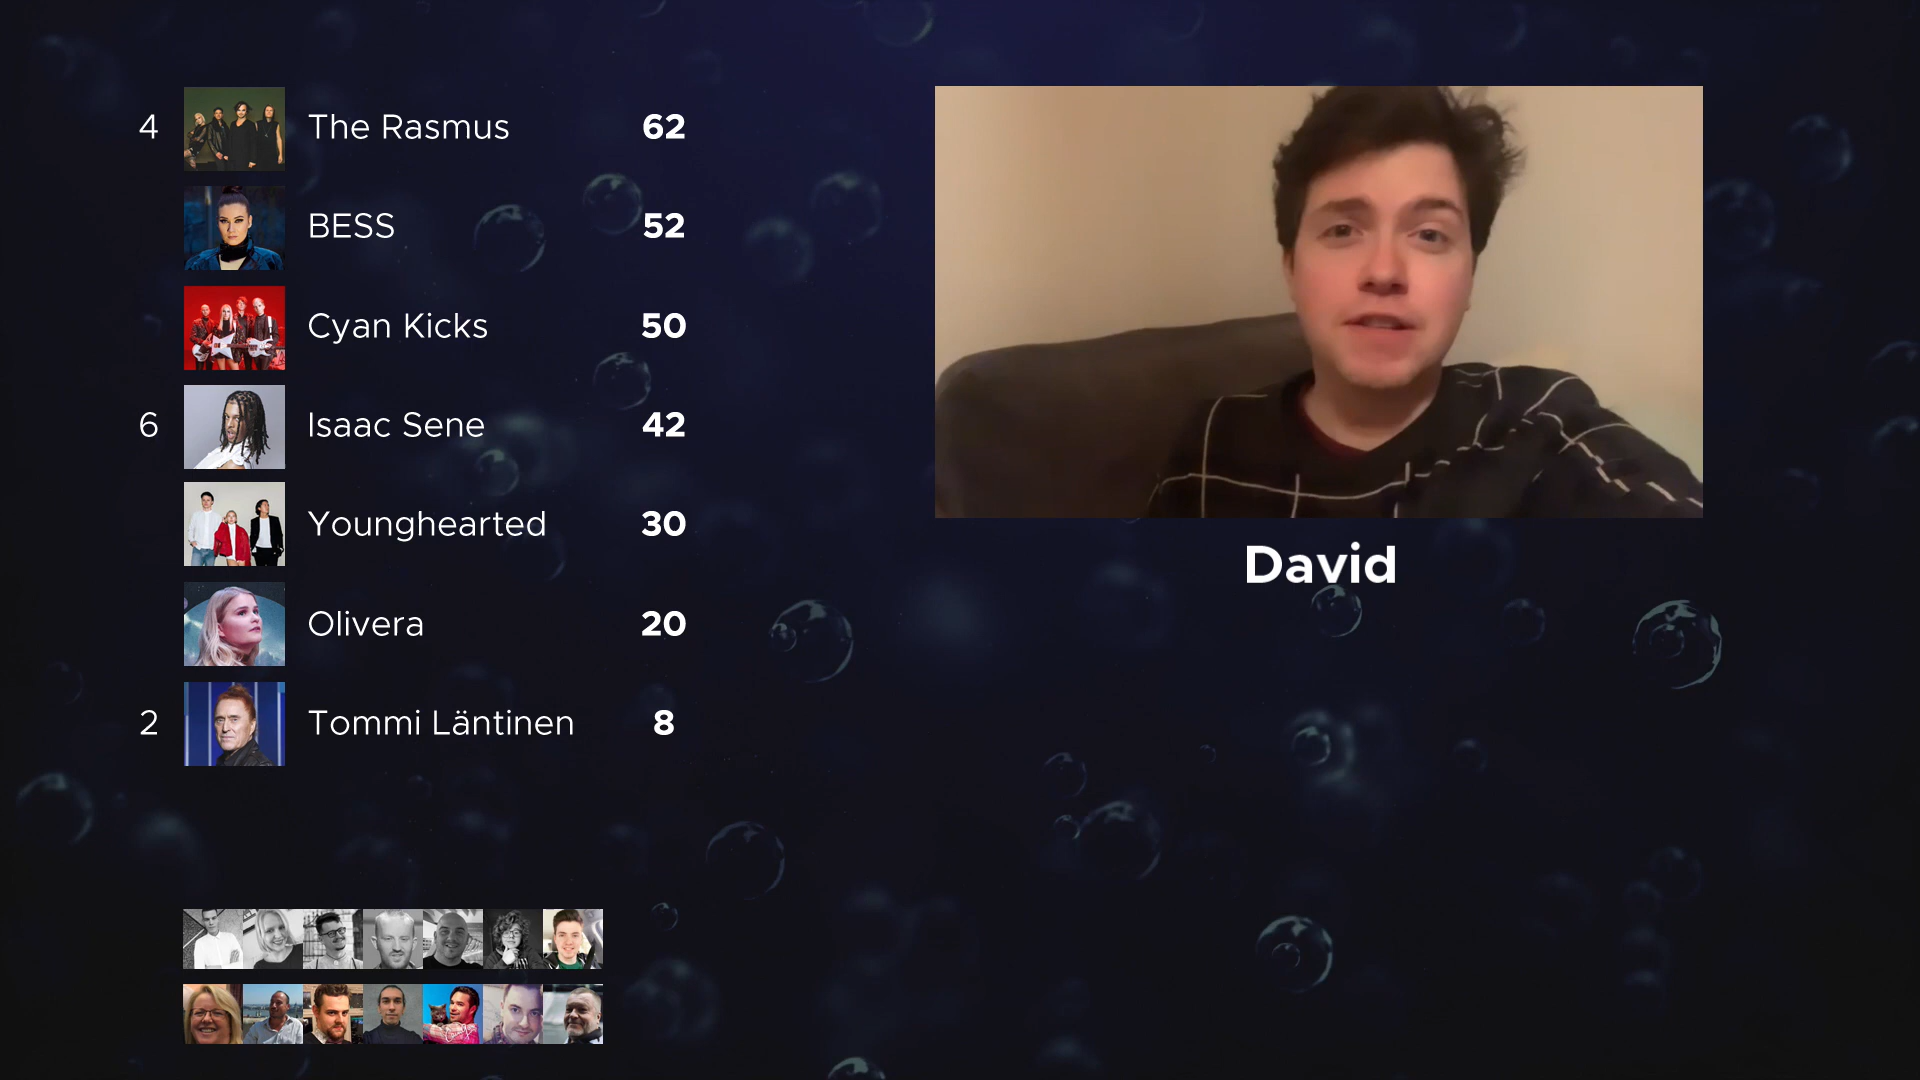 4 The Rasmus 62
BESS 52
Cyan Kicks 50
6 Isaac Sene 42
Younghearted 30
Olivera 20
2 Tommi Läntinen 8
David